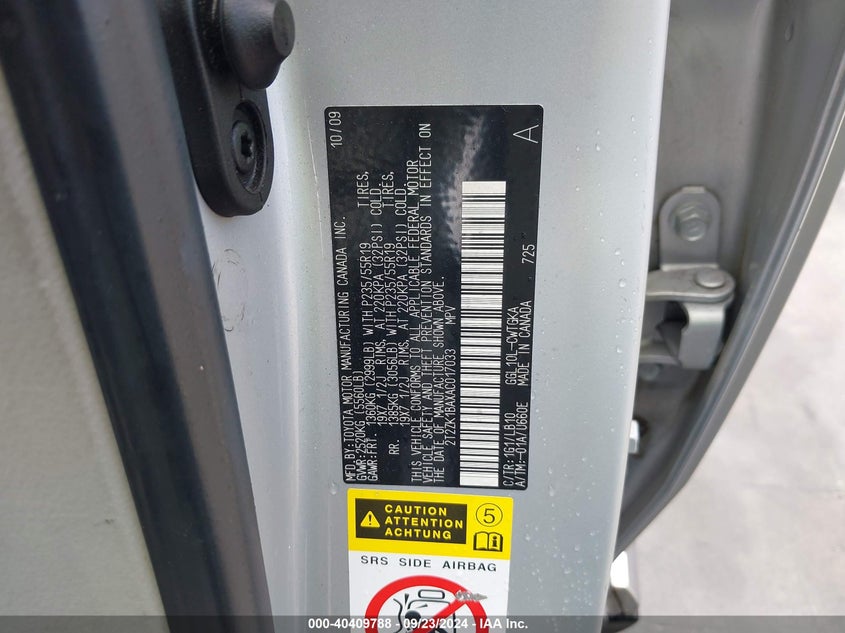 MFD. BY: TOYOTA MOTOR MANUFACTURING CANADA INC. 10/09
GVWR: 2520KG (5560LB)
GAWR: FRT. 1360KG (2999LB) WITH P235/55R19 TIRES,
19X7 1/2J RIMS, AT 220KPA (32PSI) COLD.
RR. 1385KG (3056LB) WITH P235/55R19 TIRES,
19X7 1/2J RIMS, AT 220KPA (32PSI) COLD.
THIS VEHICLE CONFORMS TO ALL APPLICABLE FEDERAL MOTOR
VEHICLE SAFETY AND THEFT PREVENTION STANDARDS IN EFFECT ON
THE DATE OF MANUFACTURE SHOWN ABOVE.
2T2ZK1BAXAC017033 MPV
GGL10L-CWTGKA 725 A
C/TR:1G1/LB10
A/TM:-01A/U660E MADE IN CANADA
CAUTION
ATTENTION
ACHTUNG
5
SRS SIDE AIRBAG
000-40409788 - 09/23/2024 - IAA Inc.